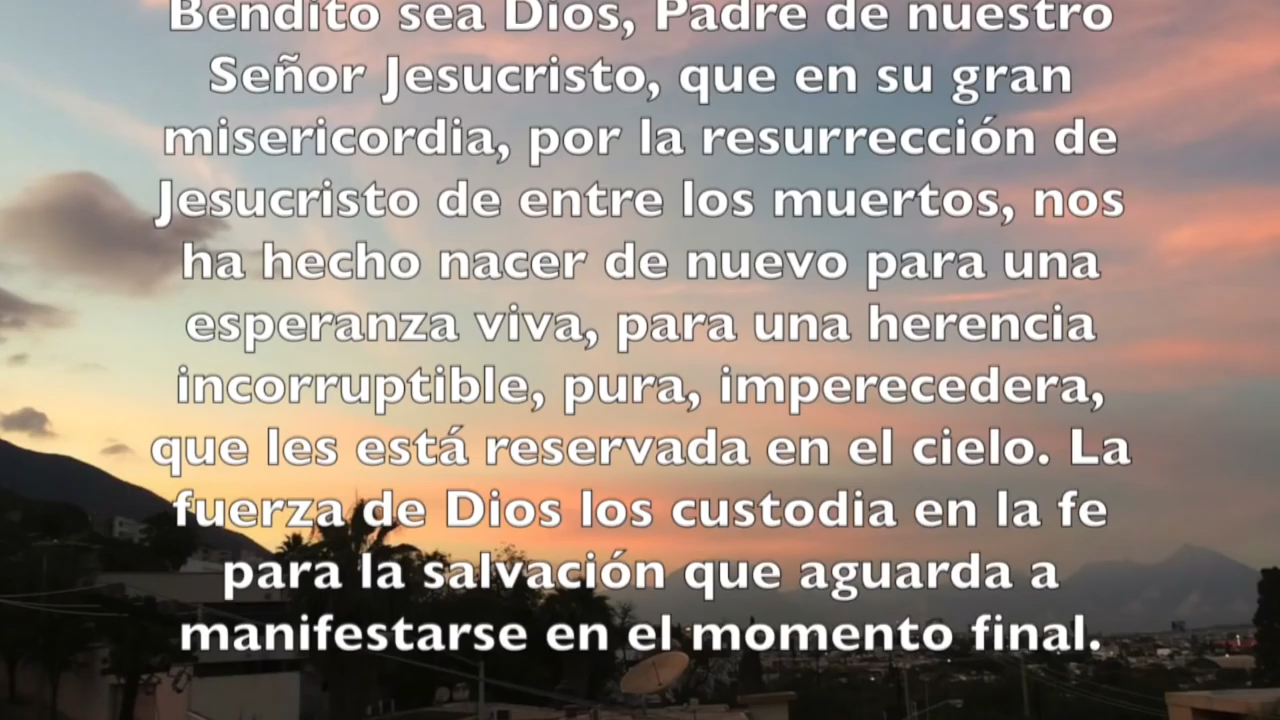 Bendito sea Dios, Padre de nuestro
Señor Jesucristo, que en su gran
misericordia, por la resurrección de
Jesucristo de entre los muertos, nos
ha hecho nacer de nuevo para una
esperanza viva, para una herencia
incorruptible, pura, imperecedera,
que les está reservada en el cielo. La
fuerza de Dios los custodia en la fe
para la salvación que aguarda a
manifestarse en el momento final.